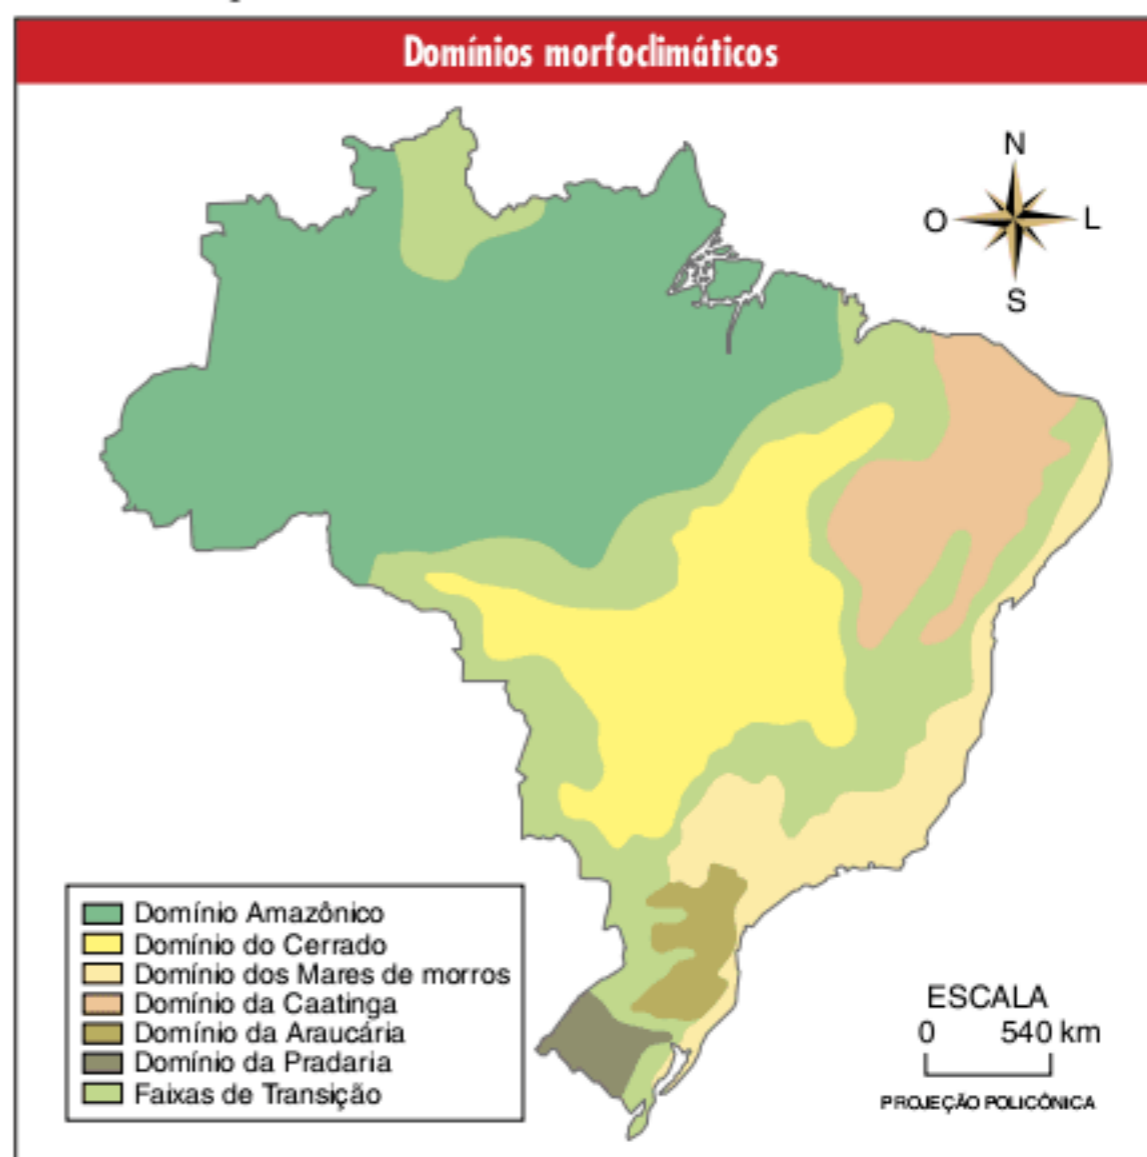 Domínios morfoclimáticos
N
O
L
S
Domínio Amazônico
Domínio do Cerrado
Domínio dos Mares de morros
Domínio da Caatinga
Domínio da Araucária
Domínio da Pradaria
Faixas de Transição
ESCALA
0 540 km
PROJEÇÃO POLICÔNICA